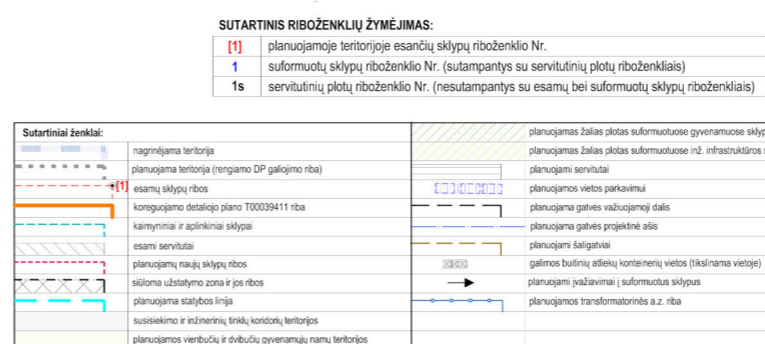 SUTARTINIS RIBOŽENKLIŲ ŽYMĖJIMAS:
[1] planuojamoje teritorijoje esančių sklypų riboženklio Nr.
1 suformuotų sklypų riboženklio Nr. (sutampantys su servitutinių plotų riboženkliais)
1s servitutinių plotų riboženklio Nr. (nesutampantys su esamų bei suformuotų sklypų riboženkliais)
Sutartiniai ženklai:
nagrinėjama teritorija
planuojama teritorija (rengiamo DP galiojimo riba)
[1] esamų sklypų ribos
koreguojamo detaliojo plano T00039411 riba
kaimyniniai ir aplinkiniai sklypai
esami servitutai
planuojamų naujų sklypų ribos
siūloma užstatymo zona ir jos ribos
planuojama statybos linija
susisiekimo ir inžinerinių tinklų koridorių teritorijos
planuojamos vienbučių ir dvibučių gyvenamųjų namų teritorijos
planuojamas žalias plotas suformuotuose gyvenamuose sklyp
planuojamas žalias plotas suformuotuose inž. infrastruktūros s
planuojami servitutai
planuojamos vietos parkavimui
planuojama gatvės važiuojamoji dalis
planuojama gatvės projektinė ašis
planuojami šaligatviai
galimos buitinių atliekų konteinerių vietos (tikslinama vietoje)
planuojami įvažiavimai į suformuotus sklypus
planuojamos transformatorinės a.z. riba